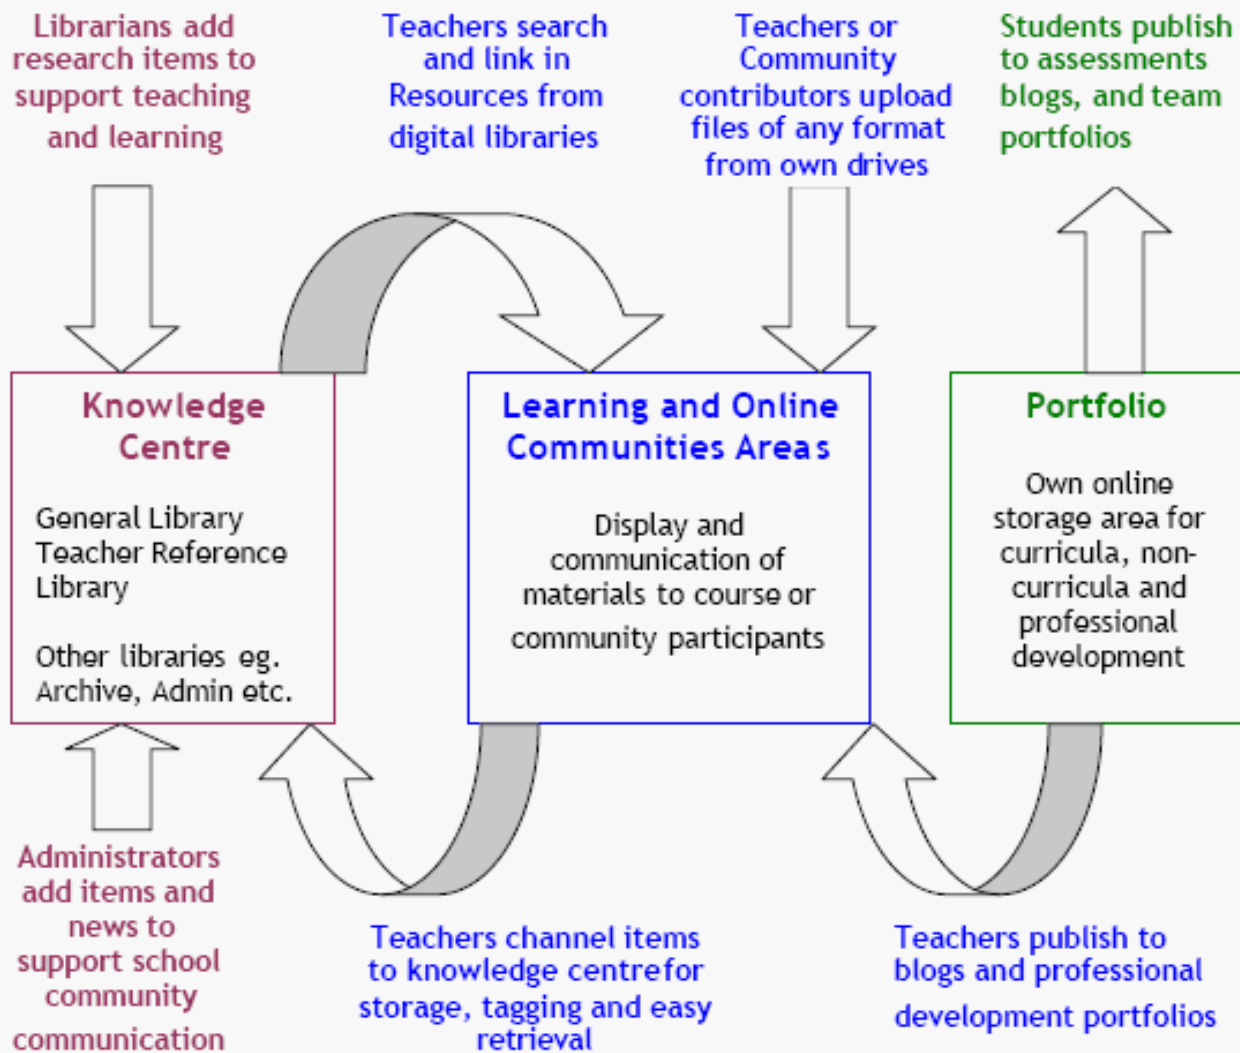 Librarians add
research items to
support teaching
and learning
Teachers search
and link in
Resources from
digital libraries
Teachers or
Community
contributors upload
files of any format
from own drives
Students publish
to assessments
blogs, and team
portfolios
Knowledge
Centre
General Library
Teacher Reference
Library
Other libraries eg.
Archive, Admin etc.
Learning and Online
Communities Areas
Display and
communication of
materials to course or
community participants
Portfolio
Own online
storage area for
curricula, non-
curricula and
professional
development
Administrators
add items and
news to
support school
community
communication
Teachers channel items
to knowledge centre for
storage, tagging and easy
retrieval
Teachers publish to
blogs and professional
development portfolios